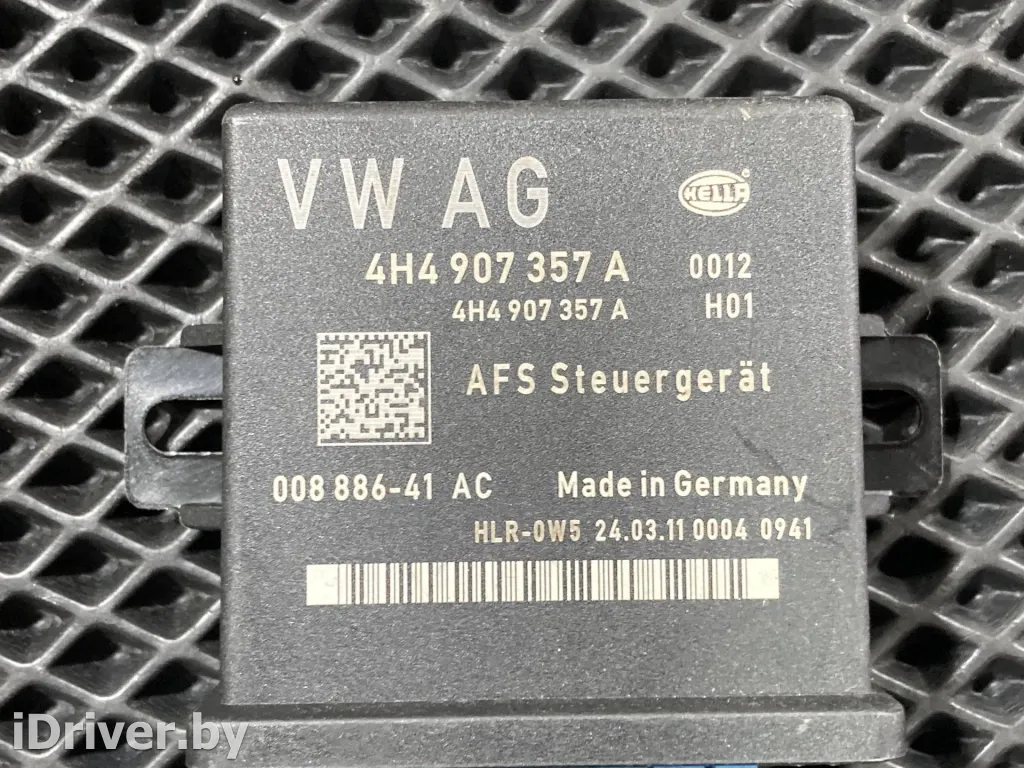 VW AG
HELLA ®
4H4 907 357 A 0012
4H4 907 357 A H01
AFS Steuergerät
008 886-41 AC Made in Germany
HLR-0W5 24.03.11 0004 0941
iDriver.by